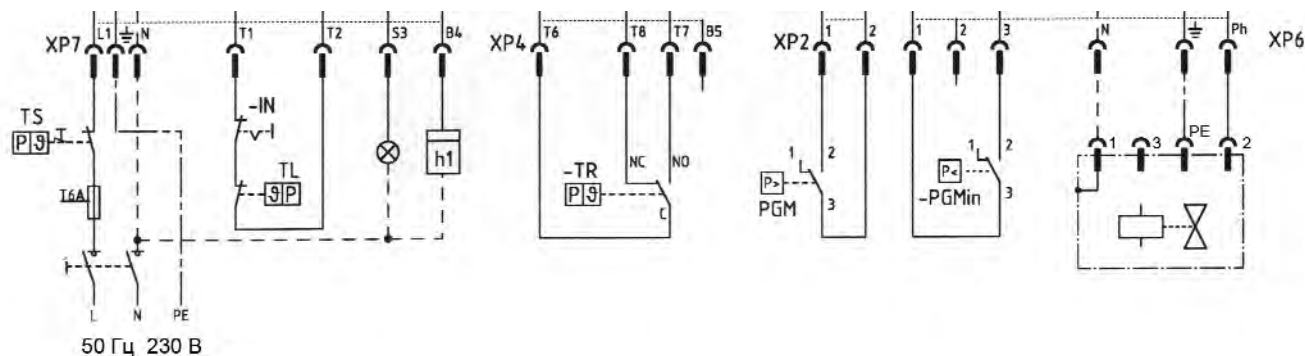 XP7 L1 N T1 T2 S3 B4 XP4 T6 T8 T7 B5 XP2 1 2 1 2 3 N Ph XP6
TS
P ϑ
T
-IN
h1
TL
ϑ P
T6A
NC NO
-TR
P ϑ
C
1 2
P>
PGM
3
1 2
P<
-PGMin
3
PE
1 3 2
L N PE
50 Гц 230 В